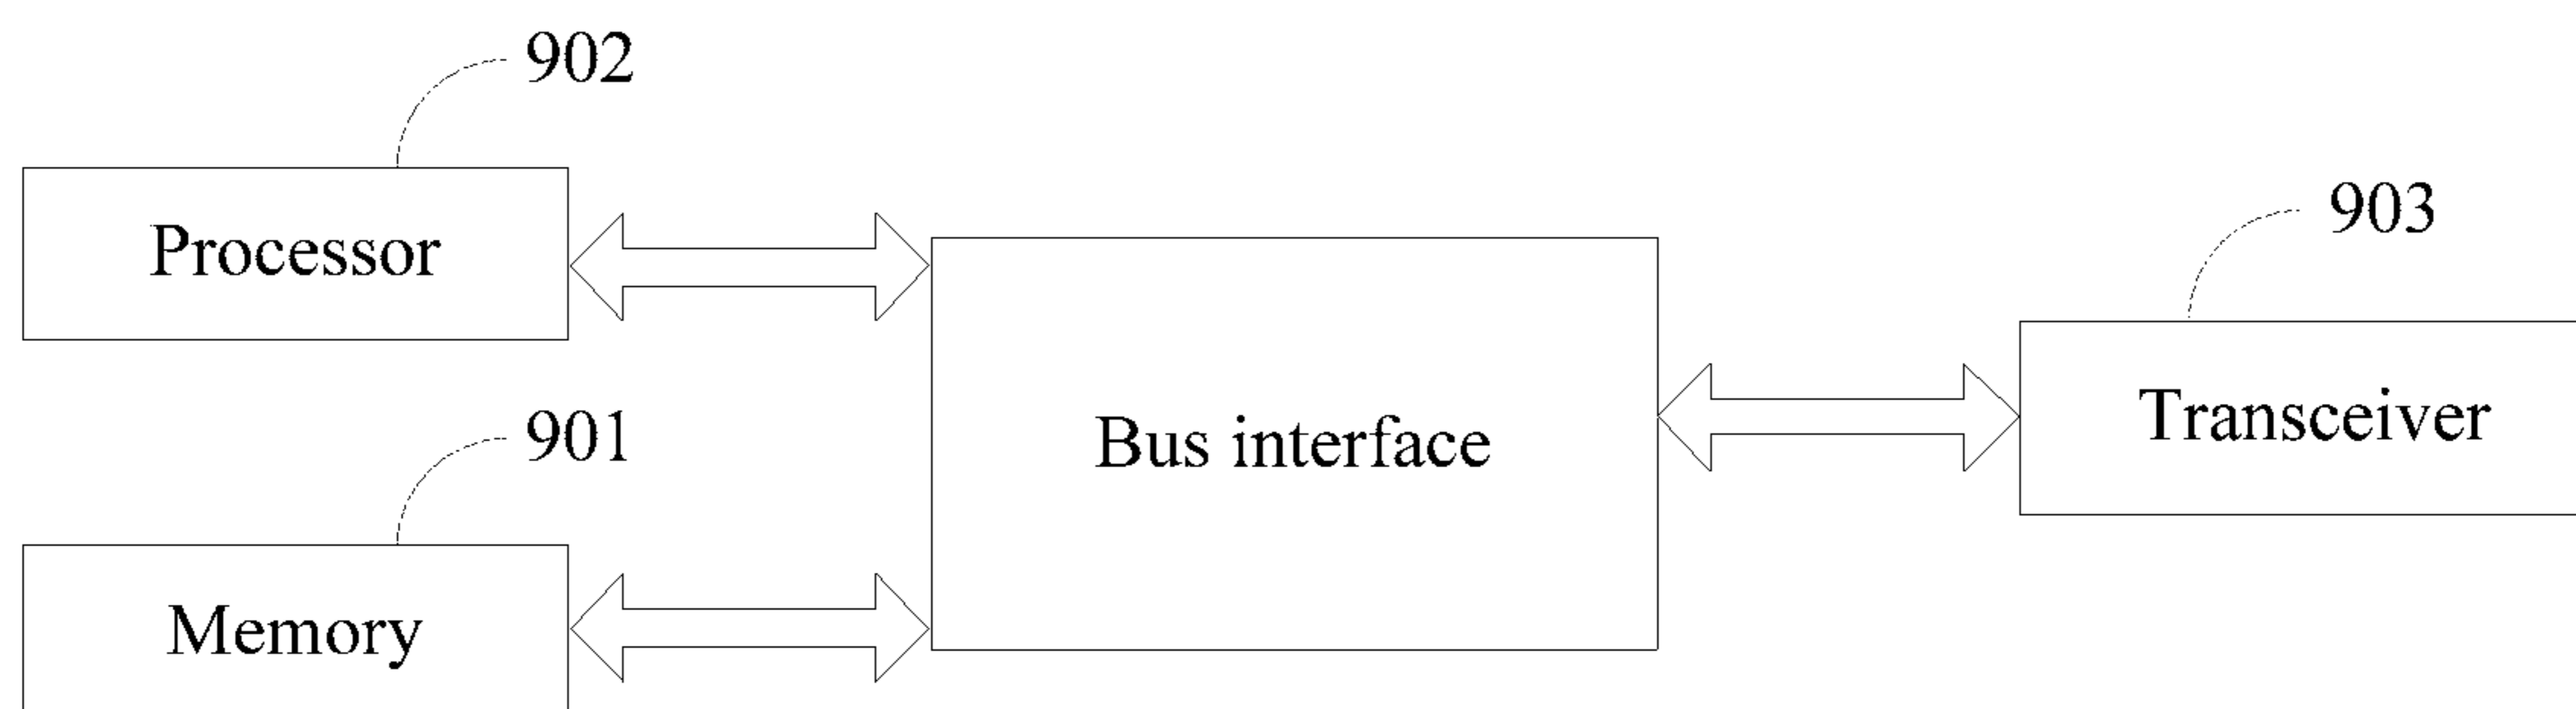 902
903
Processor
Transceiver
901
Bus interface
Memory